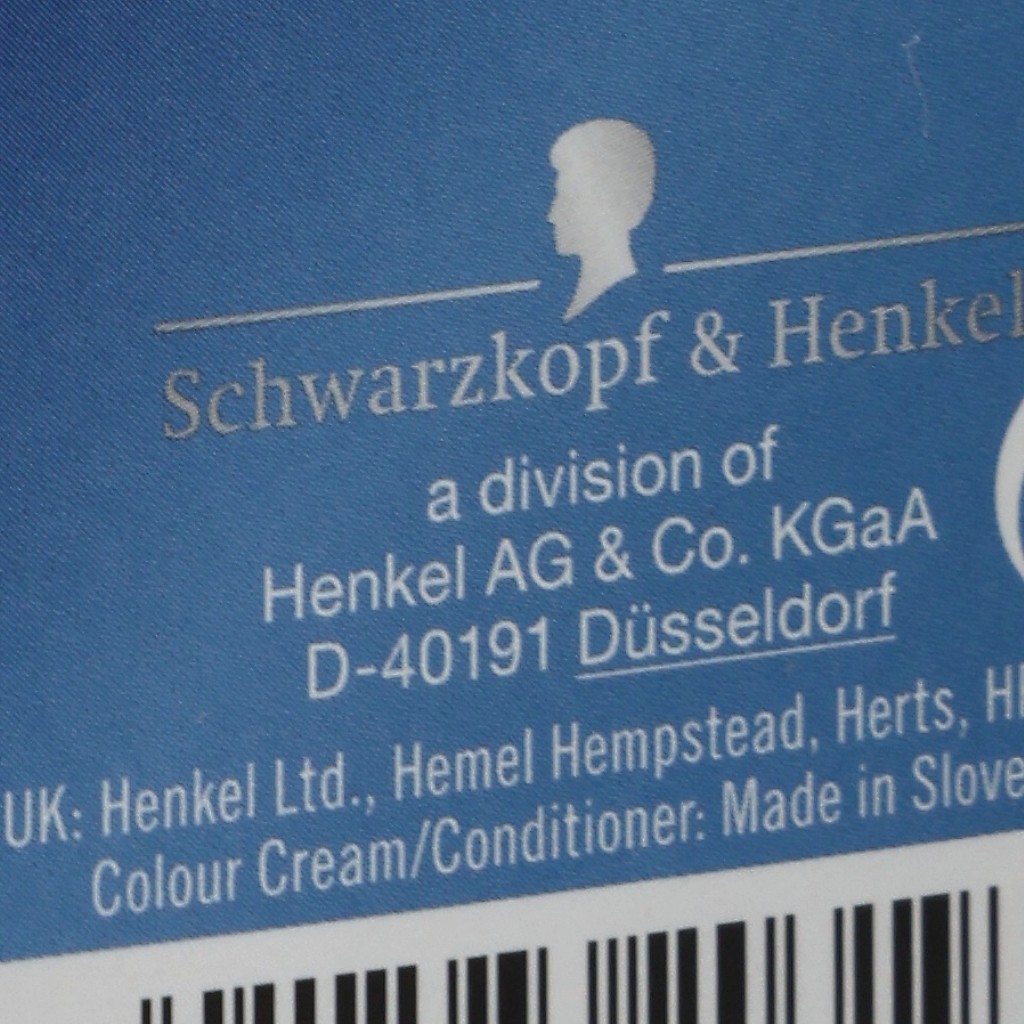 Schwarzkopf & Henkel
a division of
Henkel AG & Co. KGaA
D-40191 Düsseldorf
UK: Henkel Ltd., Hemel Hempstead, Herts,
Colour Cream/Conditioner: Made in